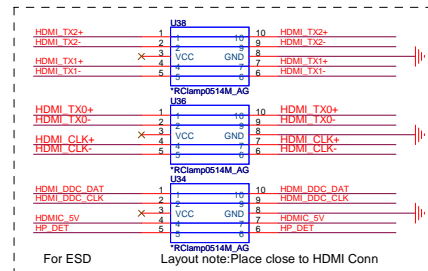 U38
HDMI_TX2+ 1 10 HDMI_TX2+
HDMI_TX2- 2 9 HDMI_TX2-
3 VCC GND 8
HDMI_TX1+ 4 7 HDMI_TX1+
HDMI_TX1- 5 6 HDMI_TX1-
*RClamp0514M_AG
U36
HDMI_TX0+ 1 10 HDMI_TX0+
HDMI_TX0- 2 9 HDMI_TX0-
3 VCC GND 8
HDMI_CLK+ 4 7 HDMI_CLK+
HDMI_CLK- 5 6 HDMI_CLK-
*RClamp0514M_AG
U34
HDMI_DDC_DAT 1 10 HDMI_DDC_DAT
HDMI_DDC_CLK 2 9 HDMI_DDC_CLK
3 VCC GND 8
HDMIC_5V 4 7 HDMIC_5V
HP_DET 5 6 HP_DET
*RClamp0514M_AG
For ESD Layout note:Place close to HDMI Conn